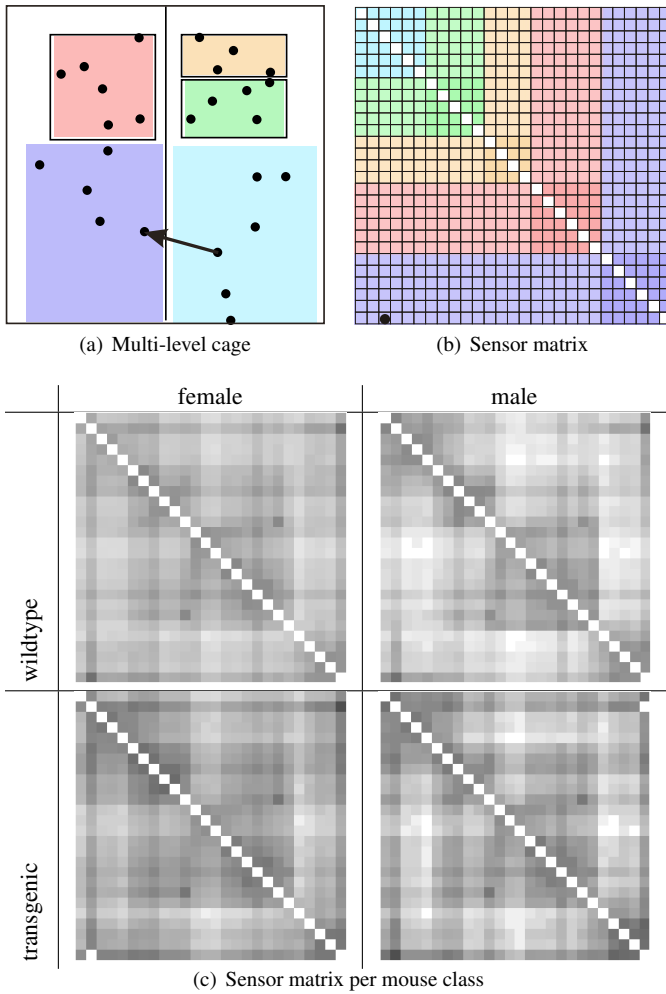 (a) Multi-level cage
(b) Sensor matrix
female male
wildtype
transgenic
(c) Sensor matrix per mouse class